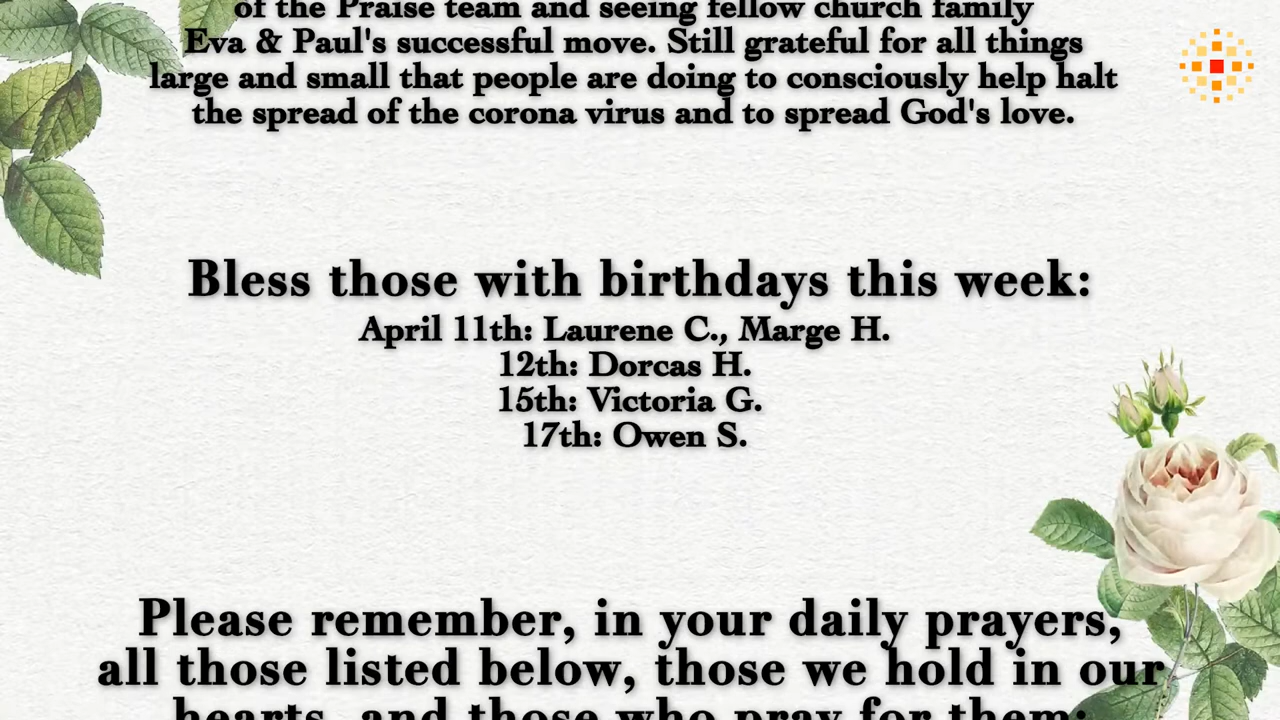 of the Praise team and seeing fellow church family
Eva & Paul's successful move. Still grateful for all things
large and small that people are doing to consciously help halt
the spread of the corona virus and to spread God's love.
Bless those with birthdays this week:
April 11th: Laurene C., Marge H.
12th: Dorcas H.
15th: Victoria G.
17th: Owen S.
Please remember, in your daily prayers,
all those listed below, those we hold in our
hearts, and those who pray for them: